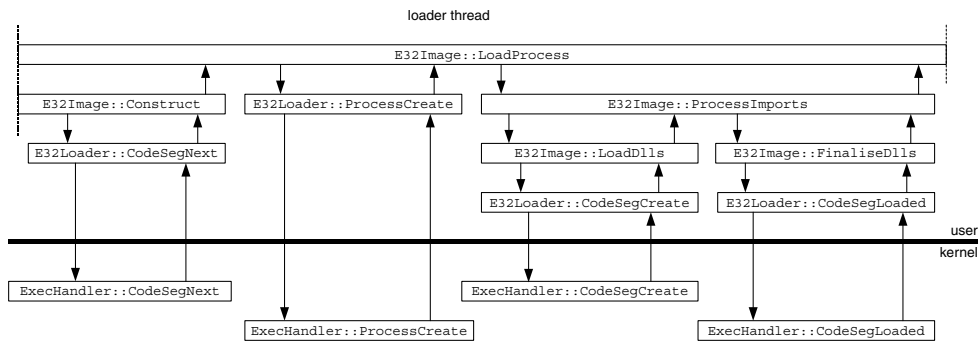 loader thread
E32Image::LoadProcess
E32Image::Construct
E32Loader::ProcessCreate
E32Image::ProcessImports
E32Loader::CodeSegNext
E32Image::LoadDlls
E32Image::FinaliseDlls
E32Loader::CodeSegCreate
E32Loader::CodeSegLoaded
user
kernel
ExecHandler::CodeSegNext
ExecHandler::CodeSegCreate
ExecHandler::ProcessCreate
ExecHandler::CodeSegLoaded